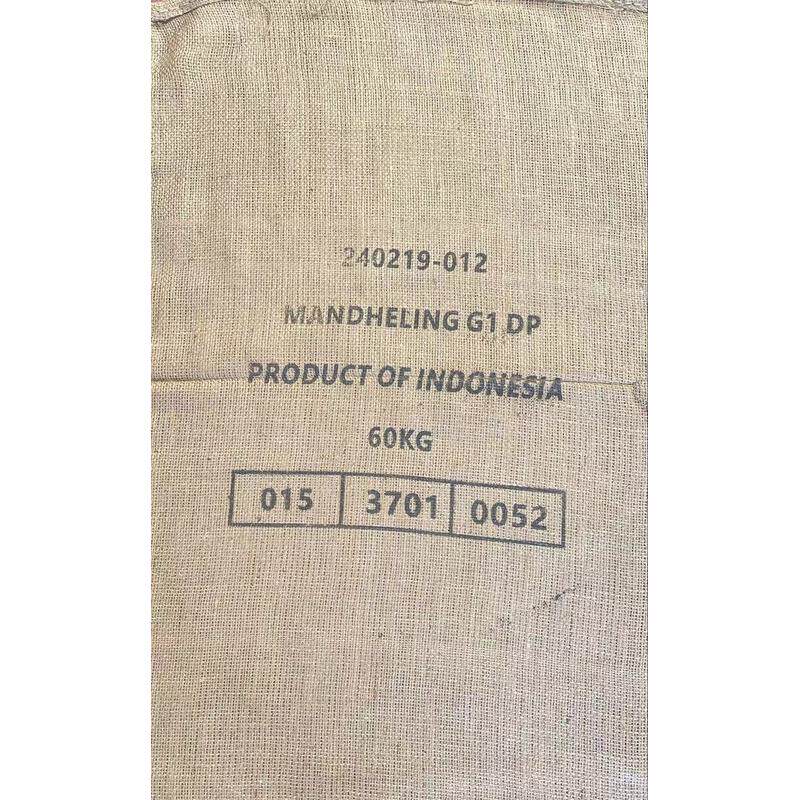 240219-012
MANDHELING G1 DP
PRODUCT OF INDONESIA
60KG
015 3701 0052